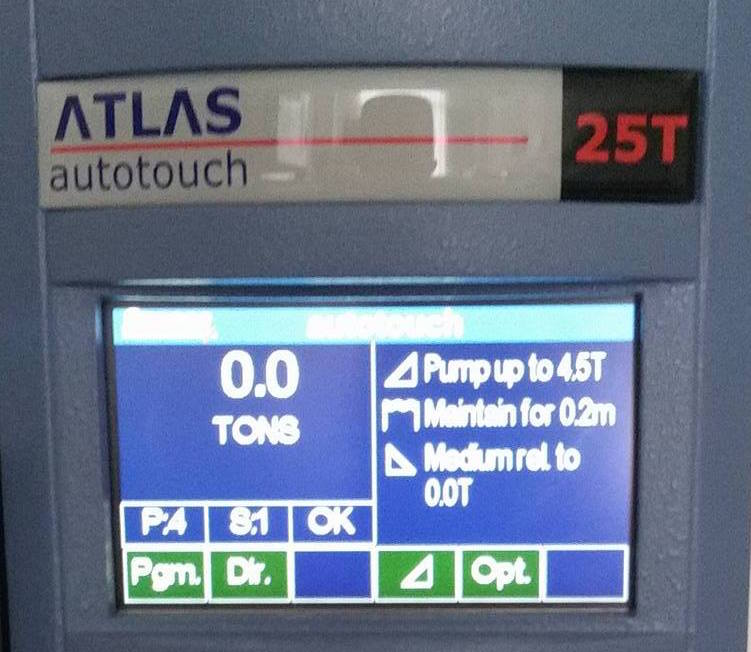 ATLAS
autotouch
25T
autotouch
0.0
TONS
Pump up to 4.5T
Maintain for 0.2m
Medium rel. to
0.0T
P:4 S:1 OK
Pgm. Dir. Opt.